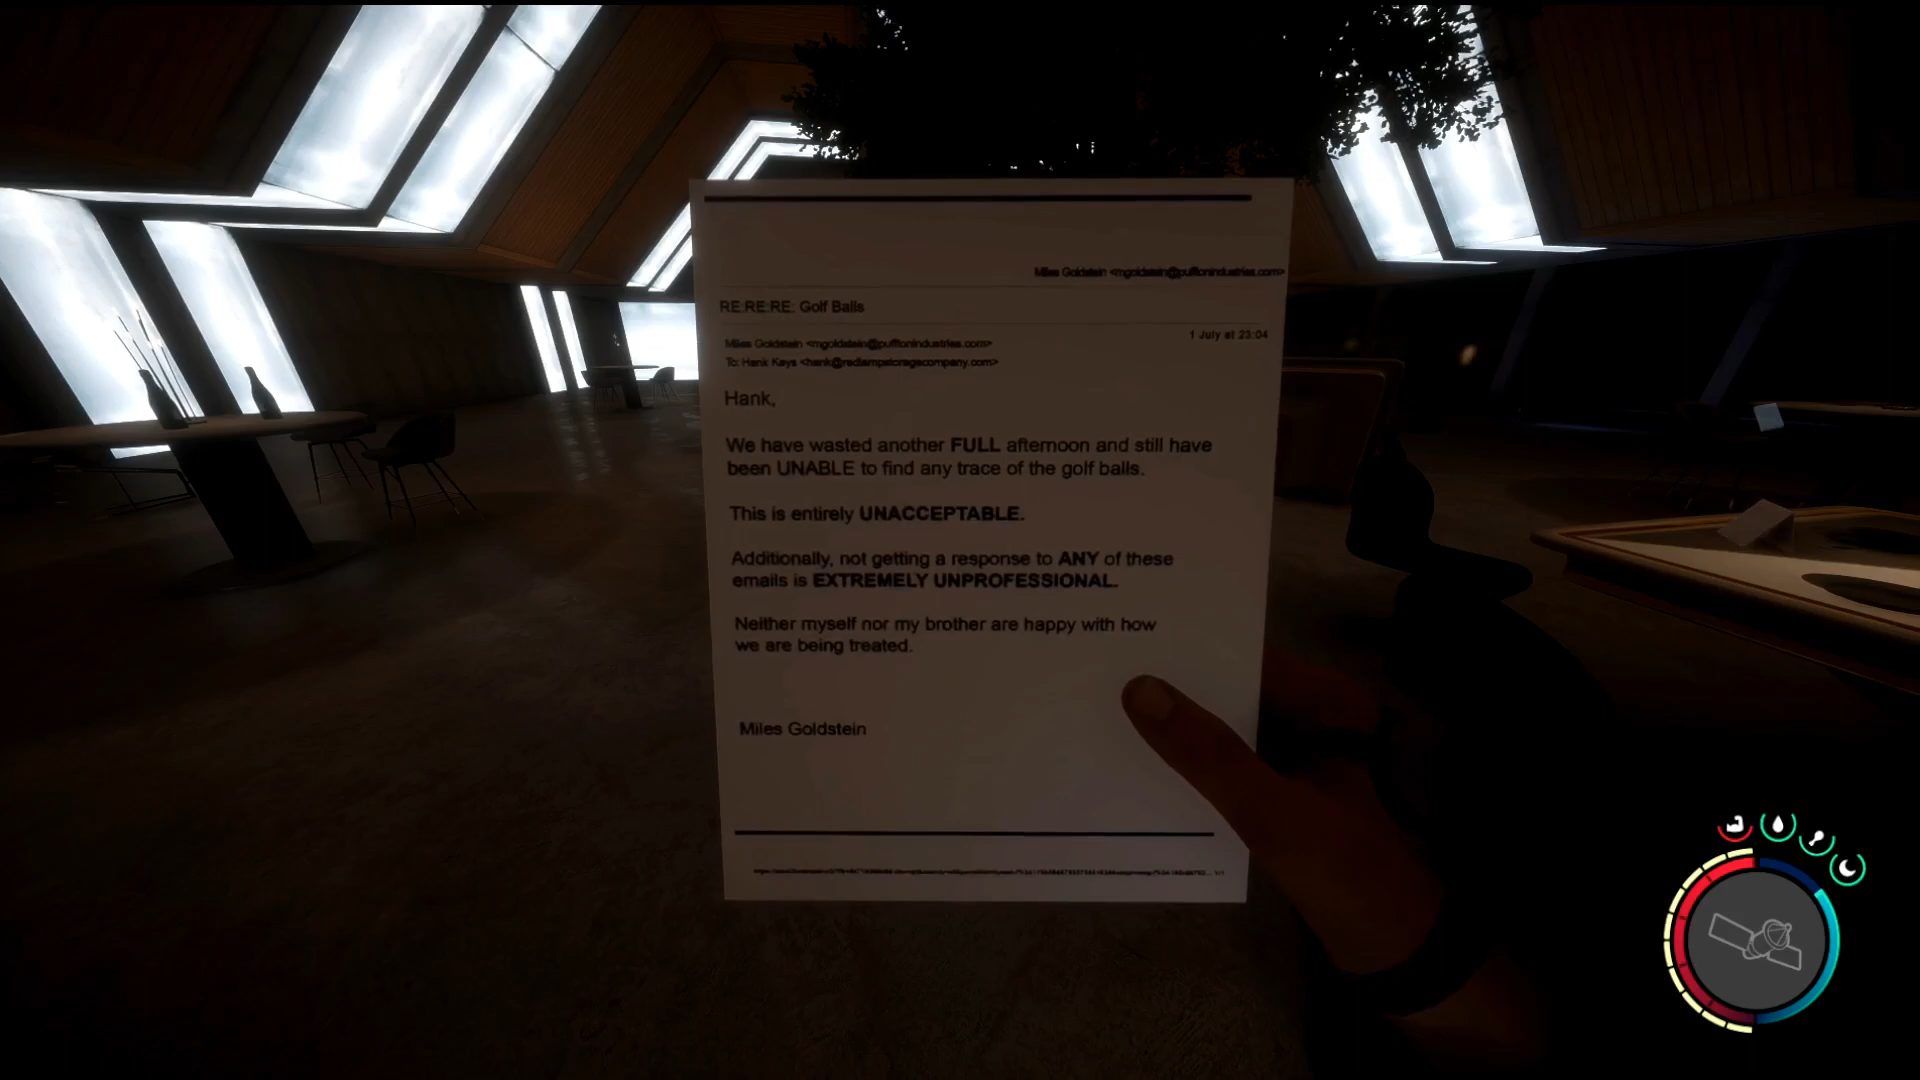 Miles Goldstein <mgoldstein@pufftonindustries.com>
RE:RE:RE: Golf Balls
1 July at 23:04
Miles Goldstein <mgoldstein@pufftonindustries.com>
To: Hank Keys <hank@redlampstoragecompany.com>
Hank,
We have wasted another FULL afternoon and still have
been UNABLE to find any trace of the golf balls.
This is entirely UNACCEPTABLE.
Additionally, not getting a response to ANY of these
emails is EXTREMELY UNPROFESSIONAL.
Neither myself nor my brother are happy with how
we are being treated.
Miles Goldstein